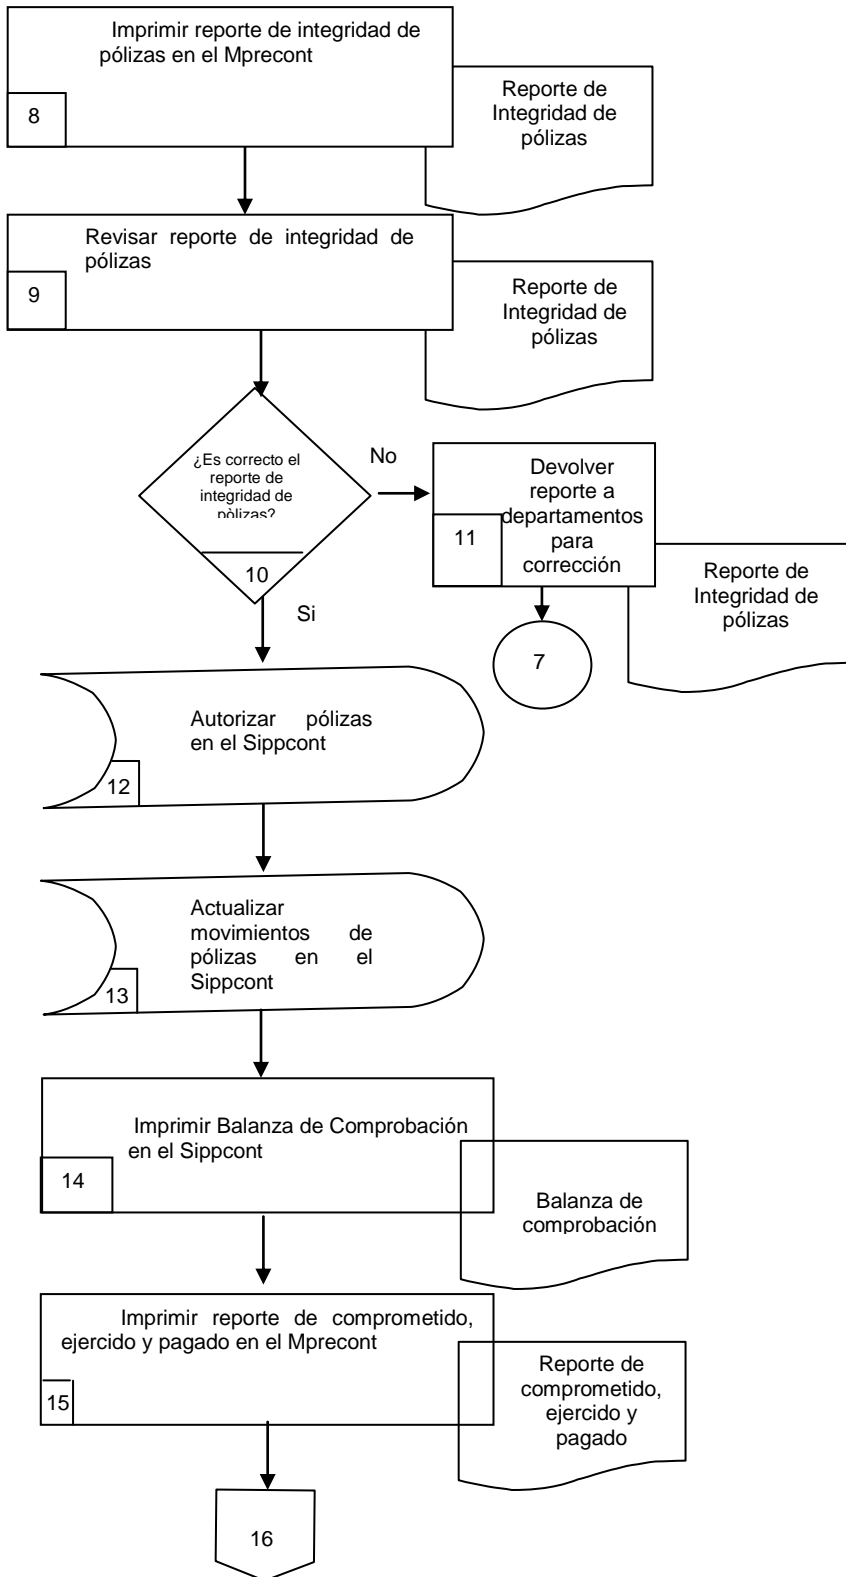 Imprimir reporte de integridad de
pólizas en el Mprecont
8
Reporte de
Integridad de
pólizas
Revisar reporte de integridad de
pólizas
9
Reporte de
Integridad de
pólizas
¿Es correcto el
reporte de
integridad de
pòlizas?
10
No
Si
Devolver
reporte a
departamentos
para
corrección
11
Reporte de
Integridad de
pólizas
7
Autorizar pólizas
en el Sippcont
12
Actualizar
movimientos de
pólizas en el
Sippcont
13
Imprimir Balanza de Comprobación
en el Sippcont
14
Balanza de
comprobación
Imprimir reporte de comprometido,
ejercido y pagado en el Mprecont
15
Reporte de
comprometido,
ejercido y
pagado
16